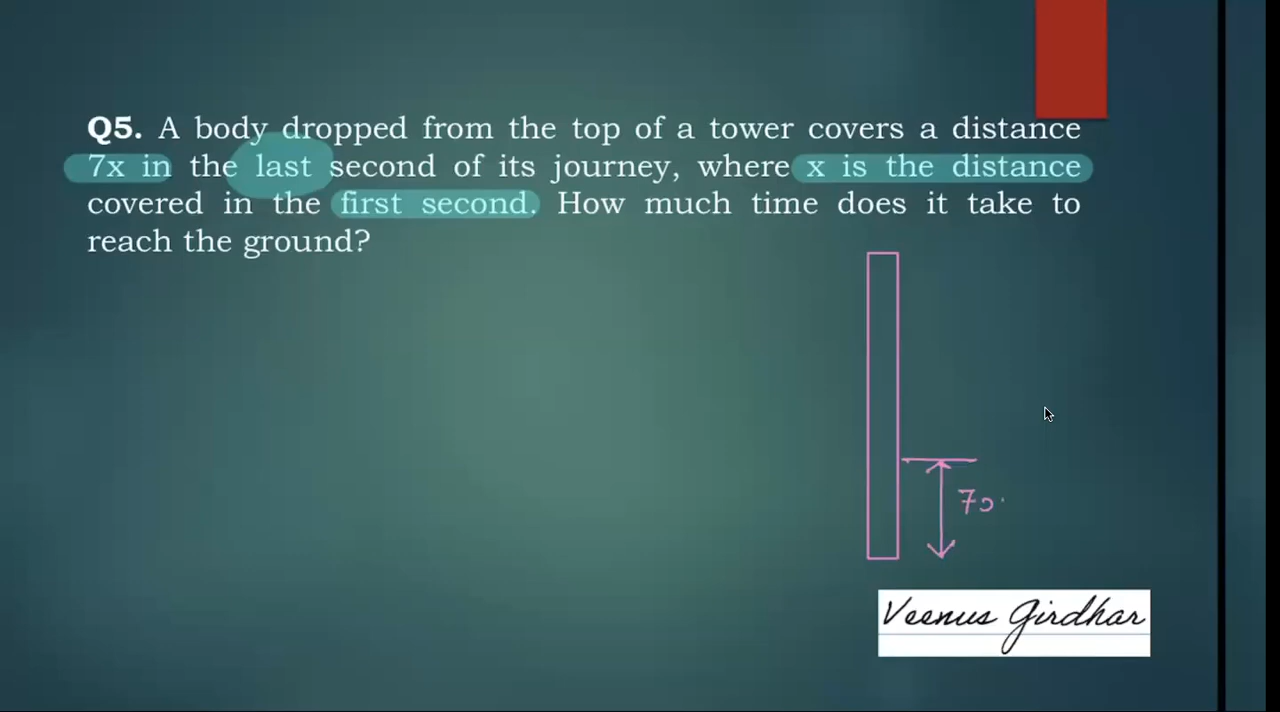 Q5. A body dropped from the top of a tower covers a distance
7x in the last second of its journey, where x is the distance
covered in the first second. How much time does it take to
reach the ground?
Veenus Girdhar